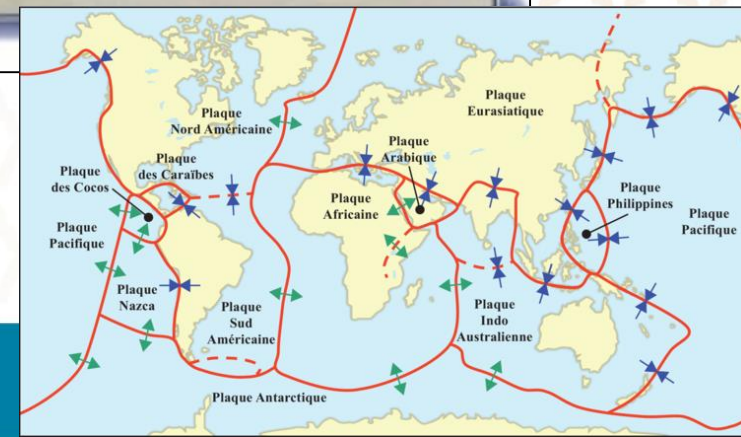 Plaque
Nord Américaine
Plaque
Eurasiatique
Plaque
Arabique
Plaque
des Caraïbes
Plaque
des Cocos
Plaque
Africaine
Plaque
Philippines
Plaque
Pacifique
Plaque
Pacifique
Plaque
Nazca
Plaque
Sud
Américaine
Plaque
Indo
Australienne
Plaque Antarctique